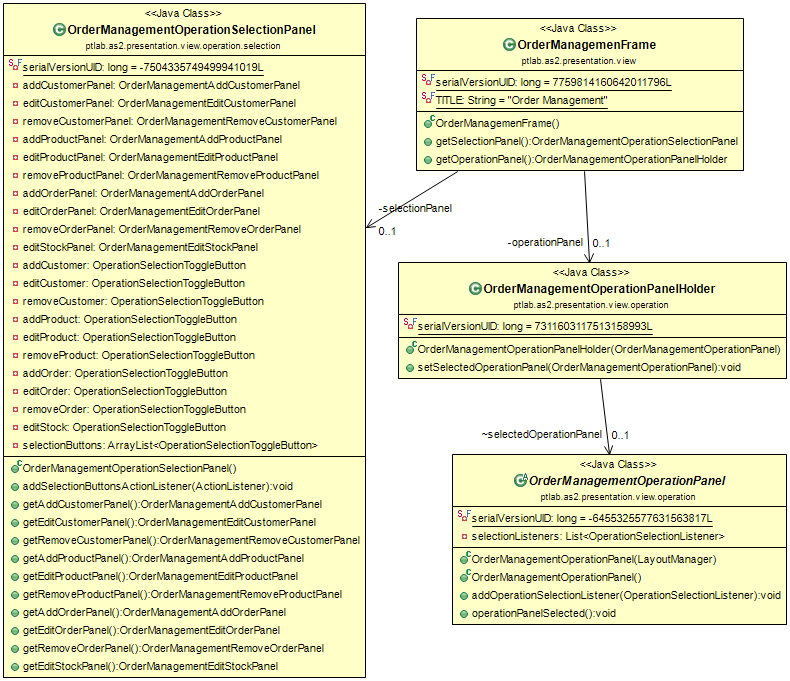 <<Java Class>>
OrderManagementOperationSelectionPanel
ptlab.as2.presentation.view.operation.selection
serialVersionUID: long = -7504335749499941019L
addCustomerPanel: OrderManagementAddCustomerPanel
editCustomerPanel: OrderManagementEditCustomerPanel
removeCustomerPanel: OrderManagementRemoveCustomerPanel
addProductPanel: OrderManagementAddProductPanel
editProductPanel: OrderManagementEditProductPanel
removeProductPanel: OrderManagementRemoveProductPanel
addOrderPanel: OrderManagementAddOrderPanel
editOrderPanel: OrderManagementEditOrderPanel
removeOrderPanel: OrderManagementRemoveOrderPanel
editStockPanel: OrderManagementEditStockPanel
addCustomer: OperationSelectionToggleButton
editCustomer: OperationSelectionToggleButton
removeCustomer: OperationSelectionToggleButton
addProduct: OperationSelectionToggleButton
editProduct: OperationSelectionToggleButton
removeProduct: OperationSelectionToggleButton
addOrder: OperationSelectionToggleButton
editOrder: OperationSelectionToggleButton
removeOrder: OperationSelectionToggleButton
editStock: OperationSelectionToggleButton
selectionButtons: ArrayList<OperationSelectionToggleButton>
OrderManagementOperationSelectionPanel()
addSelectionButtonsActionListener(ActionListener):void
getAddCustomerPanel():OrderManagementAddCustomerPanel
getEditCustomerPanel():OrderManagementEditCustomerPanel
getRemoveCustomerPanel():OrderManagementRemoveCustomerPanel
getAddProductPanel():OrderManagementAddProductPanel
getEditProductPanel():OrderManagementEditProductPanel
getRemoveProductPanel():OrderManagementRemoveProductPanel
getAddOrderPanel():OrderManagementAddOrderPanel
getEditOrderPanel():OrderManagementEditOrderPanel
getRemoveOrderPanel():OrderManagementRemoveOrderPanel
getEditStockPanel():OrderManagementEditStockPanel
<<Java Class>>
OrderManagemenFrame
ptlab.as2.presentation.view
serialVersionUID: long = 7759814160642011796L
TITLE: String = "Order Management"
OrderManagemenFrame()
getSelectionPanel():OrderManagementOperationSelectionPanel
getOperationPanel():OrderManagementOperationPanelHolder
-selectionPanel
0..1
-operationPanel
0..1
<<Java Class>>
OrderManagementOperationPanelHolder
ptlab.as2.presentation.view.operation
serialVersionUID: long = 7311603117513158993L
OrderManagementOperationPanelHolder(OrderManagementOperationPanel)
setSelectedOperationPanel(OrderManagementOperationPanel):void
~selectedOperationPanel
0..1
<<Java Class>>
OrderManagementOperationPanel
ptlab.as2.presentation.view.operation
serialVersionUID: long = -6455325577631563817L
selectionListeners: List<OperationSelectionListener>
OrderManagementOperationPanel(LayoutManager)
OrderManagementOperationPanel()
addOperationSelectionListener(OperationSelectionListener):void
operationPanelSelected():void